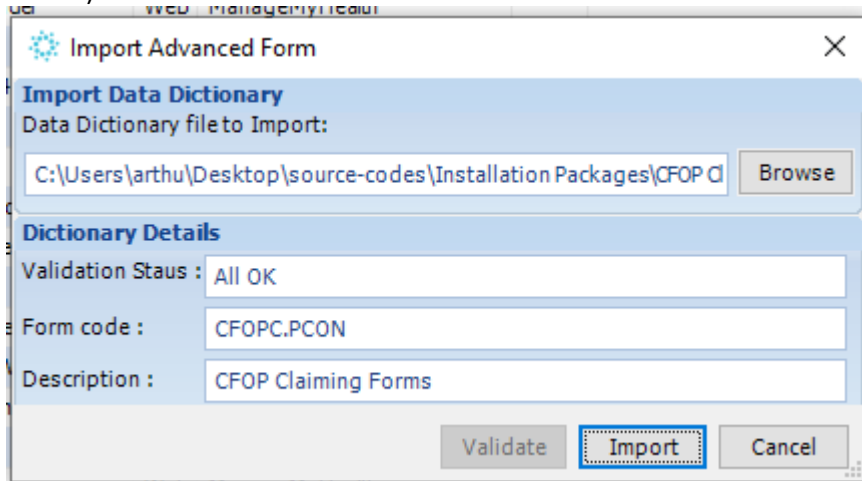 Web ManageMyHealth
Import Advanced Form
Import Data Dictionary
Data Dictionary file to Import:
C:\Users\arthu\Desktop\source-codes\Installation Packages\CFOP Cl
Browse
Dictionary Details
Validation Staus :
All OK
Form code :
CFOPC.PCON
Description :
CFOP Claiming Forms
Validate
Import
Cancel